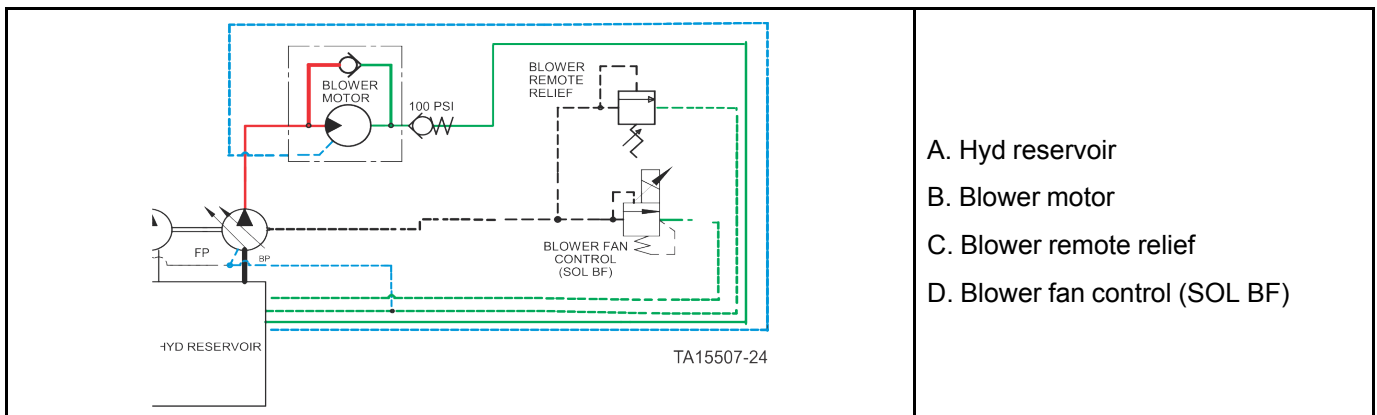 BLOWER
MOTOR
100 PSI
BLOWER
REMOTE
RELIEF
FP
BP
BLOWER FAN
CONTROL
(SOL BF)
HYD RESERVOIR
TA15507-24
A. Hyd reservoir
B. Blower motor
C. Blower remote relief
D. Blower fan control (SOL BF)